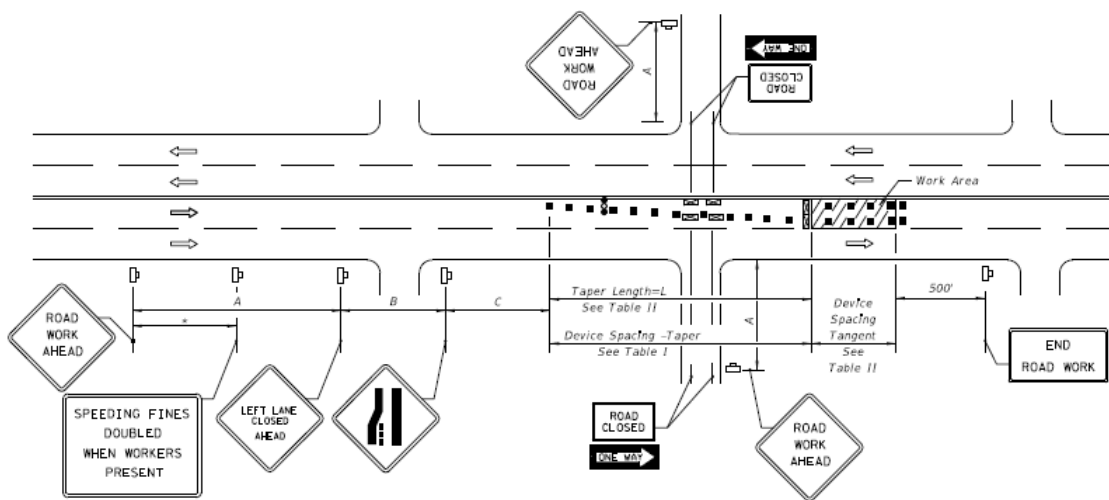 ROAD
WORK
AHEAD
A
ONE WAY
ROAD
CLOSED
Work Area
A
B
C
*
Taper Length=L
See Table II
Device Spacing -Taper
See Table I
A
Device
Spacing
Tangent
See
Table II
500'
ROAD
WORK
AHEAD
SPEEDING FINES
DOUBLED
WHEN WORKERS
PRESENT
LEFT LANE
CLOSED
AHEAD
ROAD
CLOSED
ONE WAY
ROAD
WORK
AHEAD
END
ROAD WORK